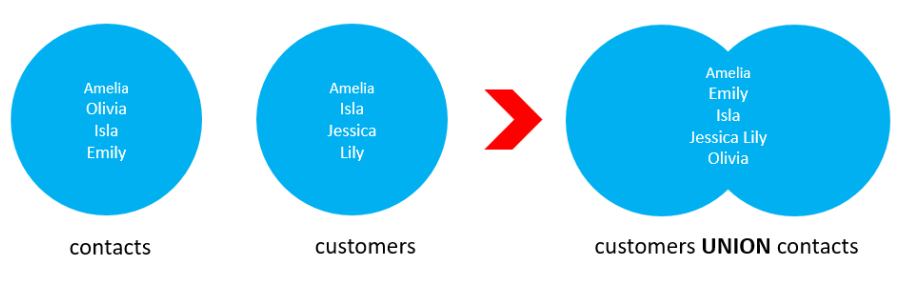 Amelia
Olivia
Isla
Emily
contacts
Amelia
Isla
Jessica
Lily
customers
Amelia
Emily
Isla
Jessica Lily
Olivia
customers UNION contacts